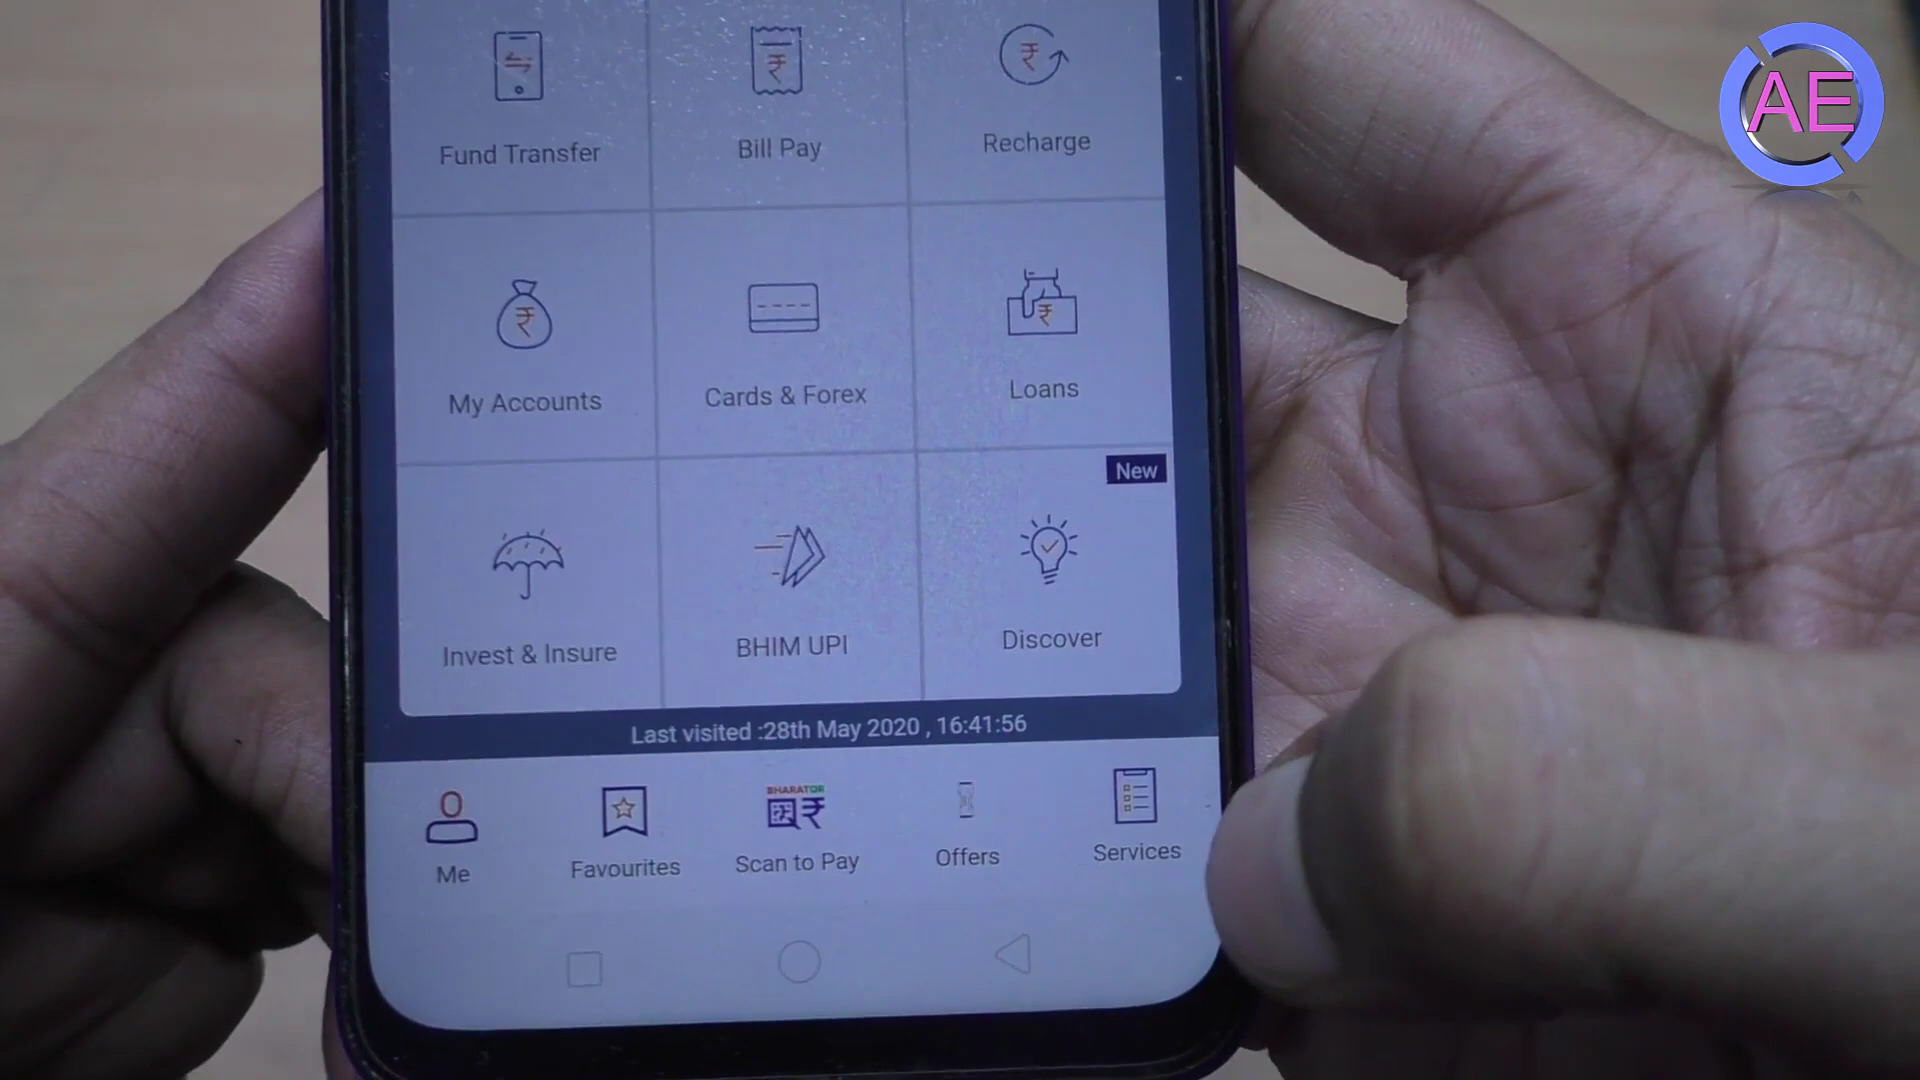 AE
Fund Transfer
Bill Pay
Recharge
My Accounts
Cards & Forex
Loans
New
Invest & Insure
BHIM UPI
Discover
Last visited :28th May 2020 , 16:41:56
BHARATQR
Me
Favourites
Scan to Pay
Offers
Services